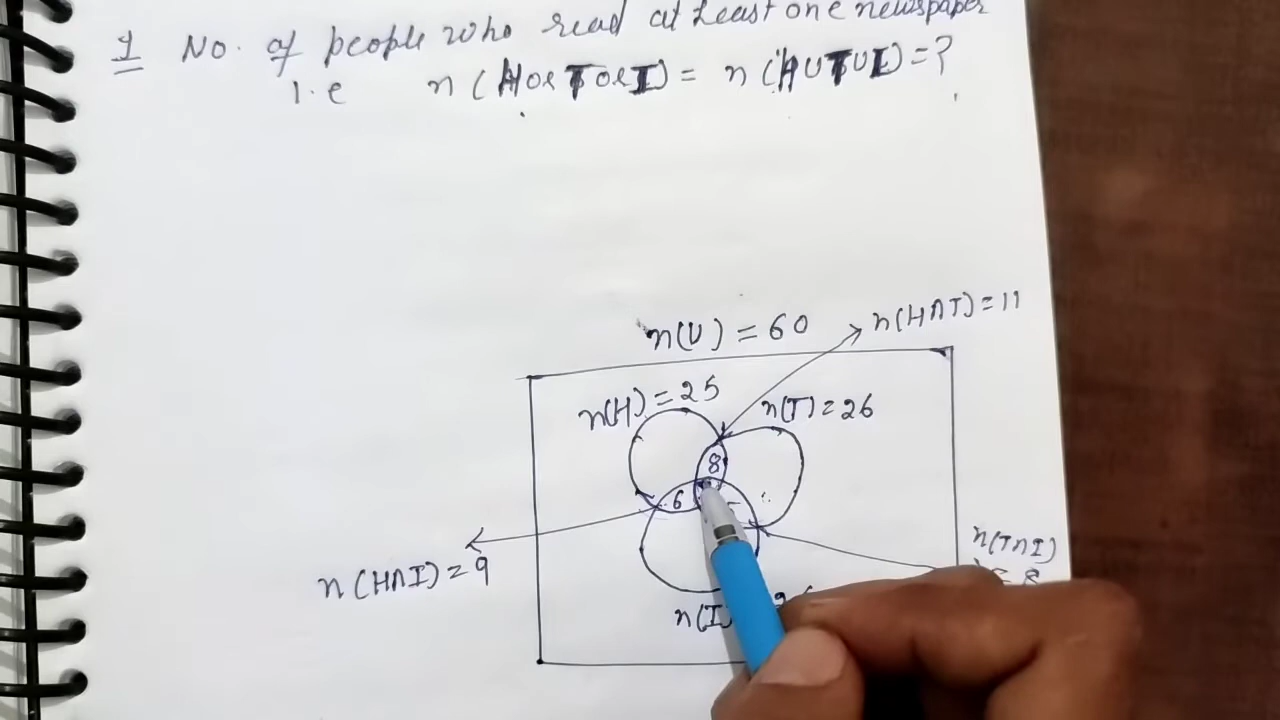 1 No. of people who read at least one newspaper
i.e n(H or T or I) = n(H∪T∪I) = ?
n(U) = 60
n(H∩T) = 11
n(H) = 25
n(T) = 26
8
6
n(T∩I)
= 8
n(H∩I) = 9
n(I)